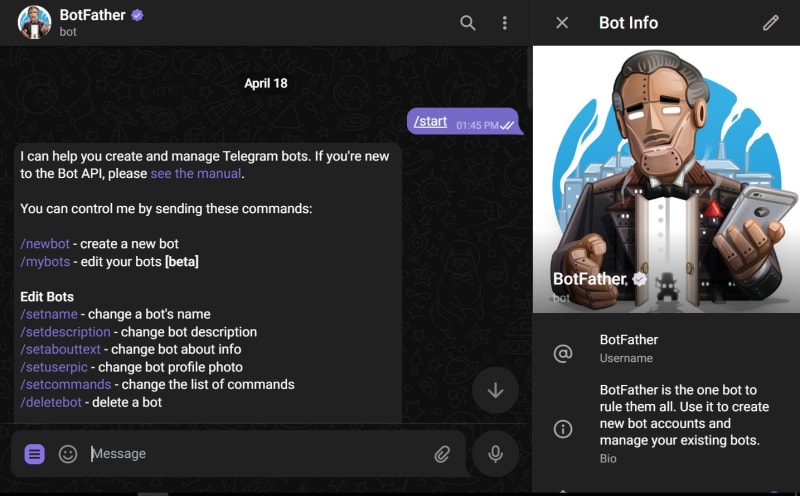 BotFather
bot
April 18
/start 01:45 PM
I can help you create and manage Telegram bots. If you're new
to the Bot API, please see the manual.
You can control me by sending these commands:
/newbot - create a new bot
/mybots - edit your bots [beta]
Edit Bots
/setname - change a bot's name
/setdescription - change bot description
/setabouttext - change bot about info
/setuserpic - change bot profile photo
/setcommands - change the list of commands
/deletebot - delete a bot
Message
Bot Info
BotFather
bot
@ BotFather
Username
BotFather is the one bot to
rule them all. Use it to create
new bot accounts and
manage your existing bots.
Bio